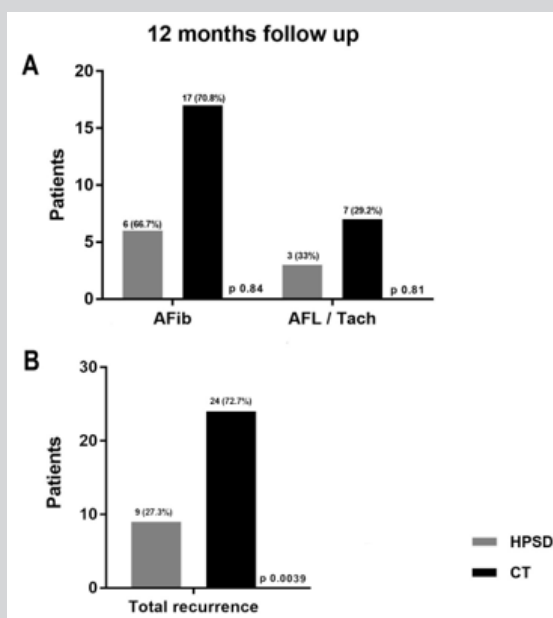 12 months follow up
A
Patients
20
15
10
5
0
6 (66.7%)
17 (70.8%)
p 0.84
3 (33%)
7 (29.2%)
p 0.81
AFib
AFL / Tach
B
Patients
30
20
10
0
9 (27.3%)
24 (72.7%)
p 0.0039
Total recurrence
HPSD
CT